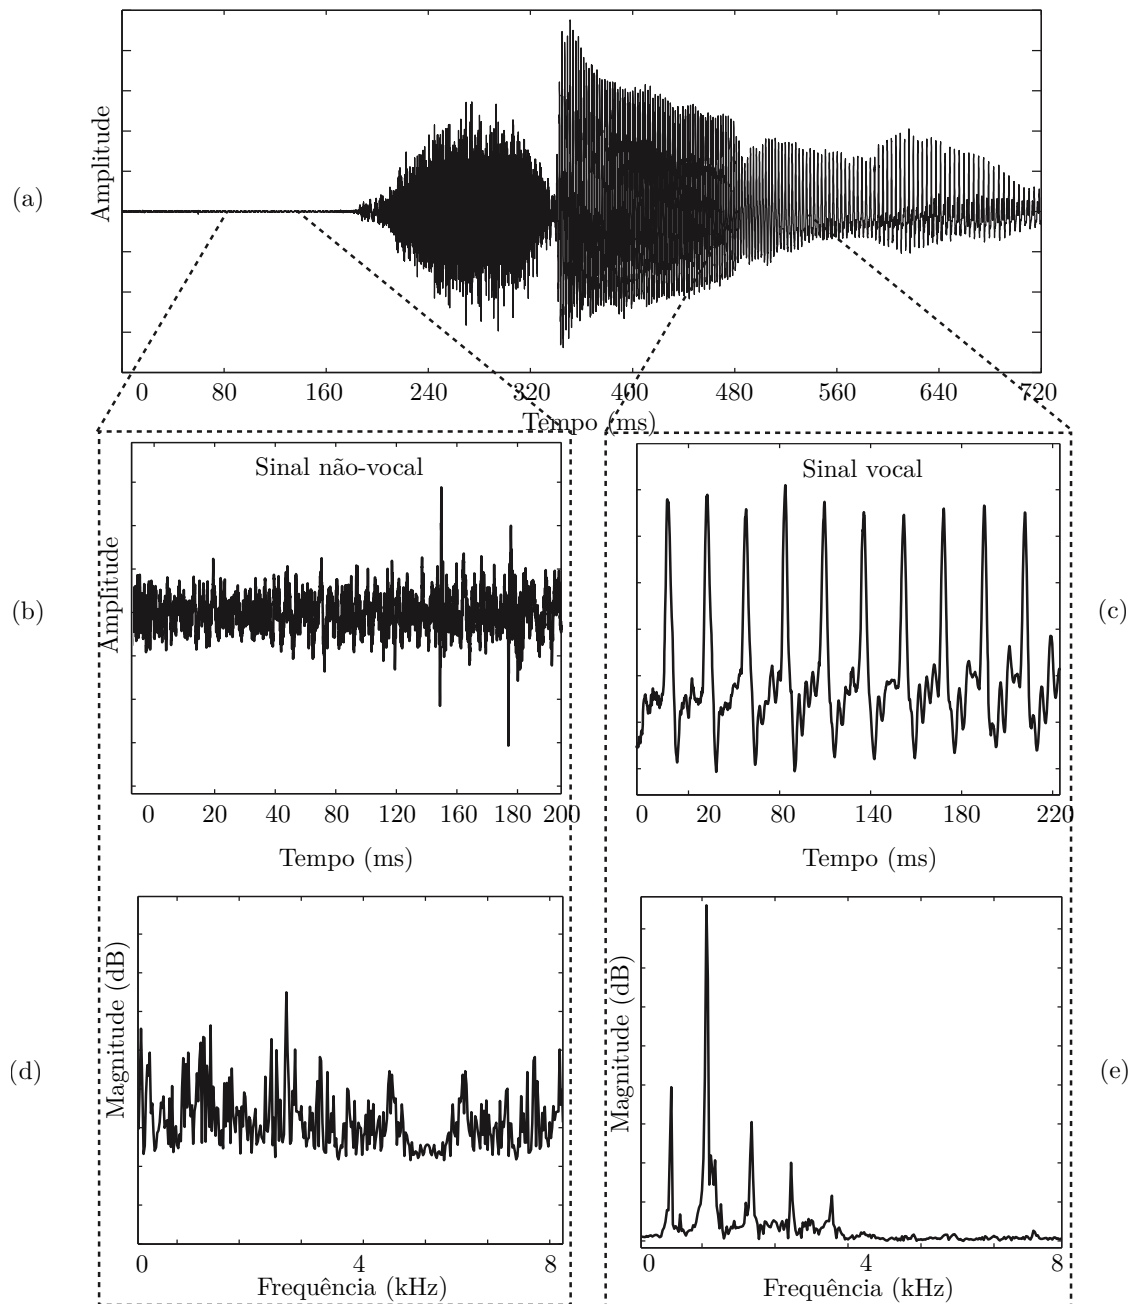 (a)
Amplitude
0 80 160 240 320 400 480 560 640 720
Tempo (ms)
Sinal não-vocal
(b)
Amplitude
0 20 40 80 120 160 180 200
Tempo (ms)
Sinal vocal
(c)
0 20 80 140 180 220
Tempo (ms)
(d)
Magnitude (dB)
0 4 8
Frequência (kHz)
(e)
Magnitude (dB)
0 4 8
Frequência (kHz)